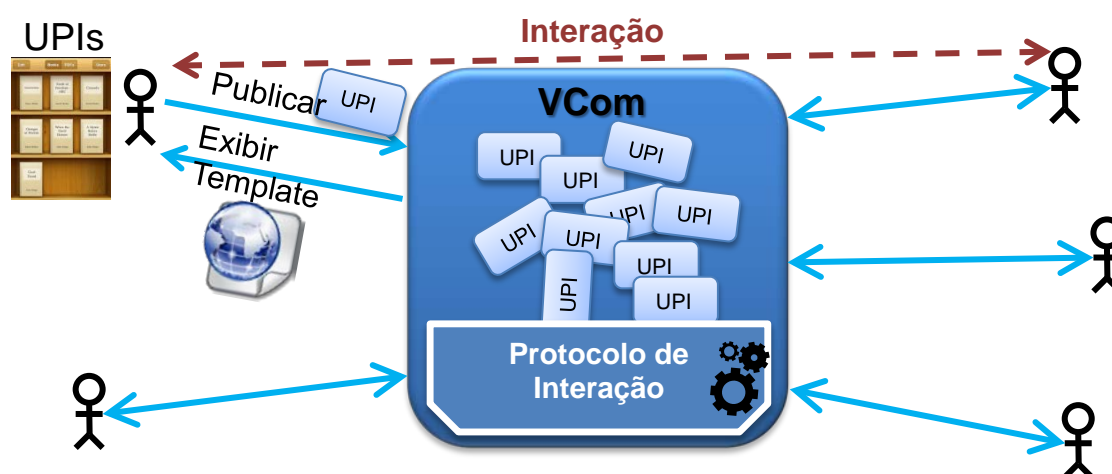 UPIs
Interação
Publicar
UPI
Exibir
Template
VCom
UPI
UPI
UPI
UPI
UPI
UPI
UPI
UPI
UPI
UPI
Protocolo de
Interação